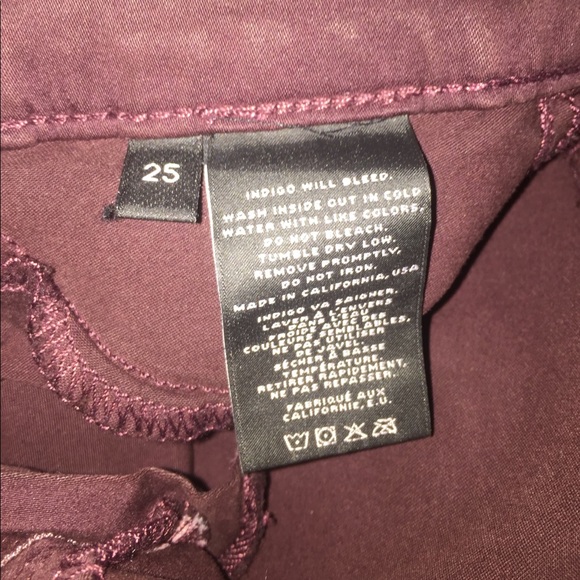 25
INDIGO WILL BLEED.
WASH INSIDE OUT IN COLD
WATER WITH LIKE COLORS.
DO NOT BLEACH.
TUMBLE DRY LOW.
REMOVE PROMPTLY.
DO NOT IRON.
MADE IN CALIFORNIA, USA
INDIGO VA SAIGNER.
LAVER À L'ENVERS
DANS L'EAU
FROIDE AVEC DES
COULEURS SEMBLABLES.
NE PAS UTILISER
DE JAVEL.
SÉCHER À BASSE
TEMPÉRATURE.
RETIRER RAPIDEMENT.
NE PAS REPASSER.
FABRIQUÉ AUX
CALIFORNIE, E.U.